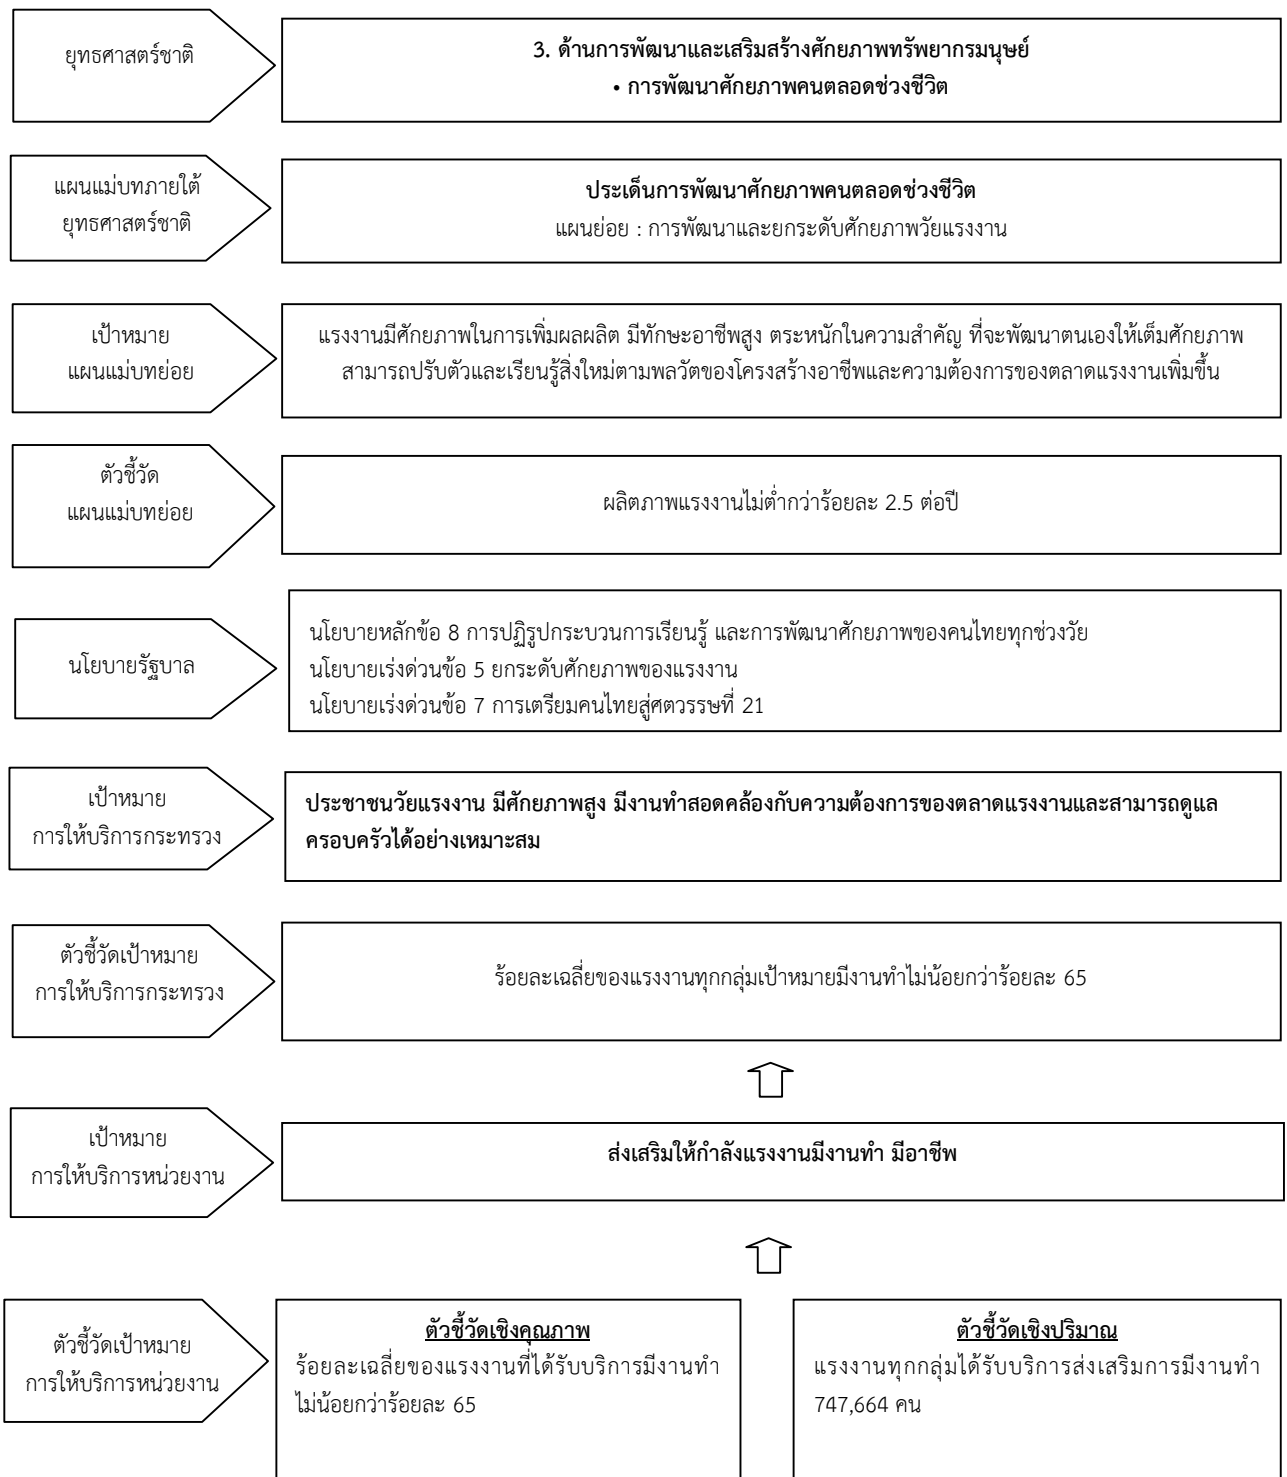 ยุทธศาสตร์ชาติ
3. ด้านการพัฒนาและเสริมสร้างศักยภาพทรัพยากรมนุษย์
• การพัฒนาศักยภาพคนตลอดช่วงชีวิต
แผนแม่บทภายใต้
ยุทธศาสตร์ชาติ
ประเด็นการพัฒนาศักยภาพคนตลอดช่วงชีวิต
แผนย่อย : การพัฒนาและยกระดับศักยภาพวัยแรงงาน
เป้าหมาย
แผนแม่บทย่อย
แรงงานมีศักยภาพในการเพิ่มผลผลิต มีทักษะอาชีพสูง ตระหนักในความสำคัญ ที่จะพัฒนาตนเองให้เต็มศักยภาพ
สามารถปรับตัวและเรียนรู้สิ่งใหม่ตามพลวัตของโครงสร้างอาชีพและความต้องการของตลาดแรงงานเพิ่มขึ้น
ตัวชี้วัด
แผนแม่บทย่อย
ผลิตภาพแรงงานไม่ต่ำกว่าร้อยละ 2.5 ต่อปี
นโยบายรัฐบาล
นโยบายหลักข้อ 8 การปฏิรูปกระบวนการเรียนรู้ และการพัฒนาศักยภาพของคนไทยทุกช่วงวัย
นโยบายเร่งด่วนข้อ 5 ยกระดับศักยภาพของแรงงาน
นโยบายเร่งด่วนข้อ 7 การเตรียมคนไทยสู่ศตวรรษที่ 21
เป้าหมาย
การให้บริการกระทรวง
ประชาชนวัยแรงงาน มีศักยภาพสูง มีงานทำสอดคล้องกับความต้องการของตลาดแรงงานและสามารถดูแล
ครอบครัวได้อย่างเหมาะสม
ตัวชี้วัดเป้าหมาย
การให้บริการกระทรวง
ร้อยละเฉลี่ยของแรงงานทุกกลุ่มเป้าหมายมีงานทำไม่น้อยกว่าร้อยละ 65
เป้าหมาย
การให้บริการหน่วยงาน
ส่งเสริมให้กำลังแรงงานมีงานทำ มีอาชีพ
ตัวชี้วัดเป้าหมาย
การให้บริการหน่วยงาน
ตัวชี้วัดเชิงคุณภาพ
ร้อยละเฉลี่ยของแรงงานที่ได้รับบริการมีงานทำ
ไม่น้อยกว่าร้อยละ 65
ตัวชี้วัดเชิงปริมาณ
แรงงานทุกกลุ่มได้รับบริการส่งเสริมการมีงานทำ
747,664 คน